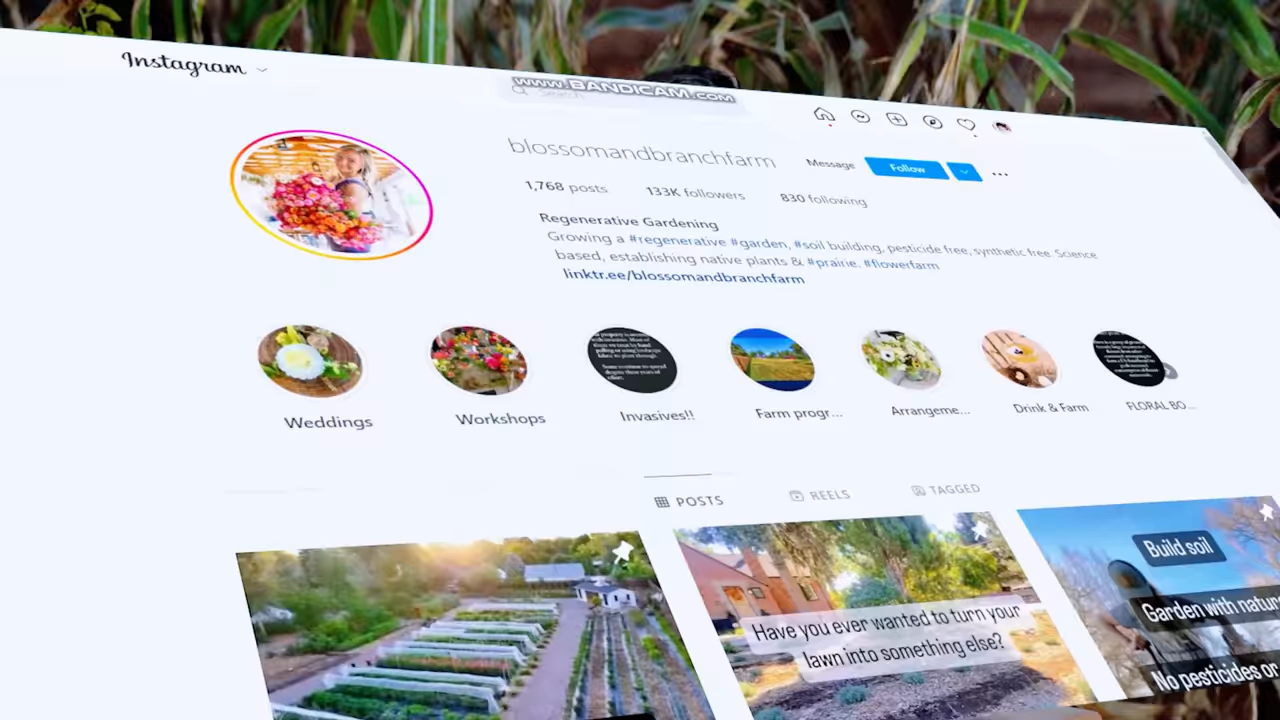 Instagram
www.BANDICAM.com
Search
blossomandbranchfarm
Message
Follow
1,768 posts
133K followers
830 following
Regenerative Gardening
Growing a #regenerative #garden, #soil building, pesticide free, synthetic free. Science
based, establishing native plants & #prairie. #flowerfarm
linktr.ee/blossomandbranchfarm
Weddings
Workshops
Invasives!!
Farm progr...
Arrangeme...
Drink & Farm
FLORAL BO...
POSTS
REELS
TAGGED
Have you ever wanted to turn your
lawn into something else?
Build soil
Garden with natur
No pesticides or